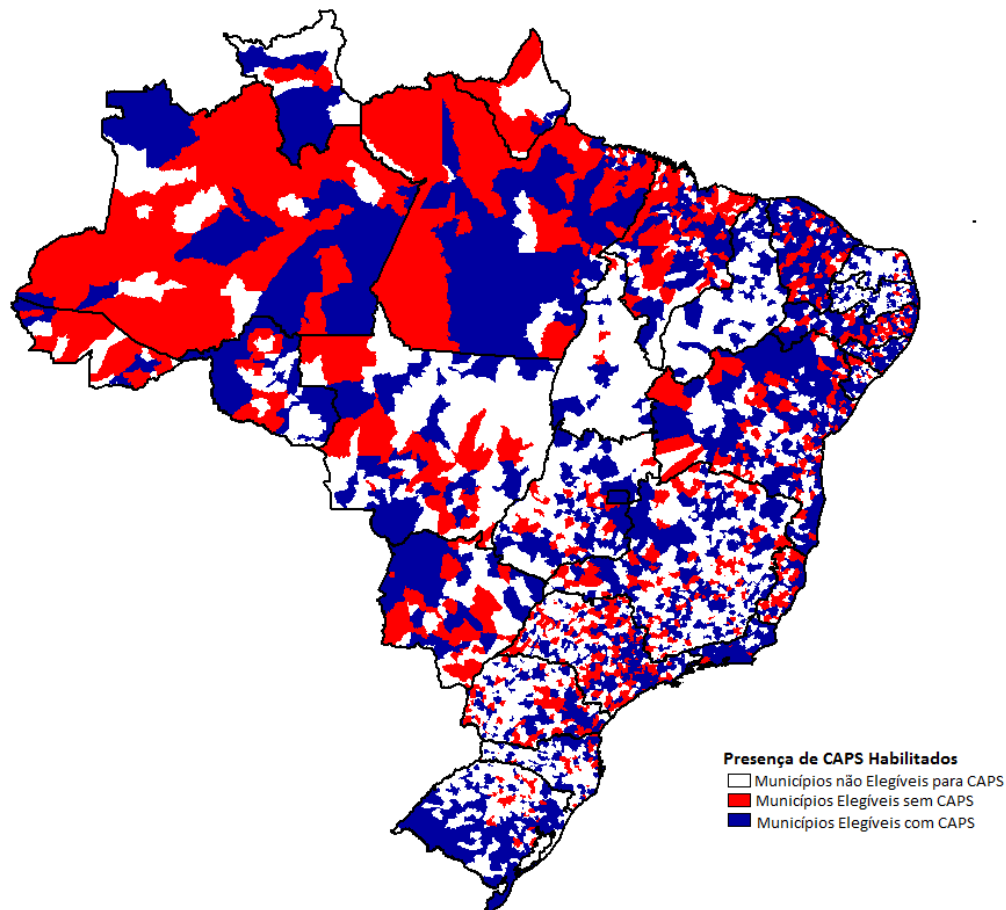 Presença de CAPS Habilitados
Municípios não Elegíveis para CAPS
Municípios Elegíveis sem CAPS
Municípios Elegíveis com CAPS